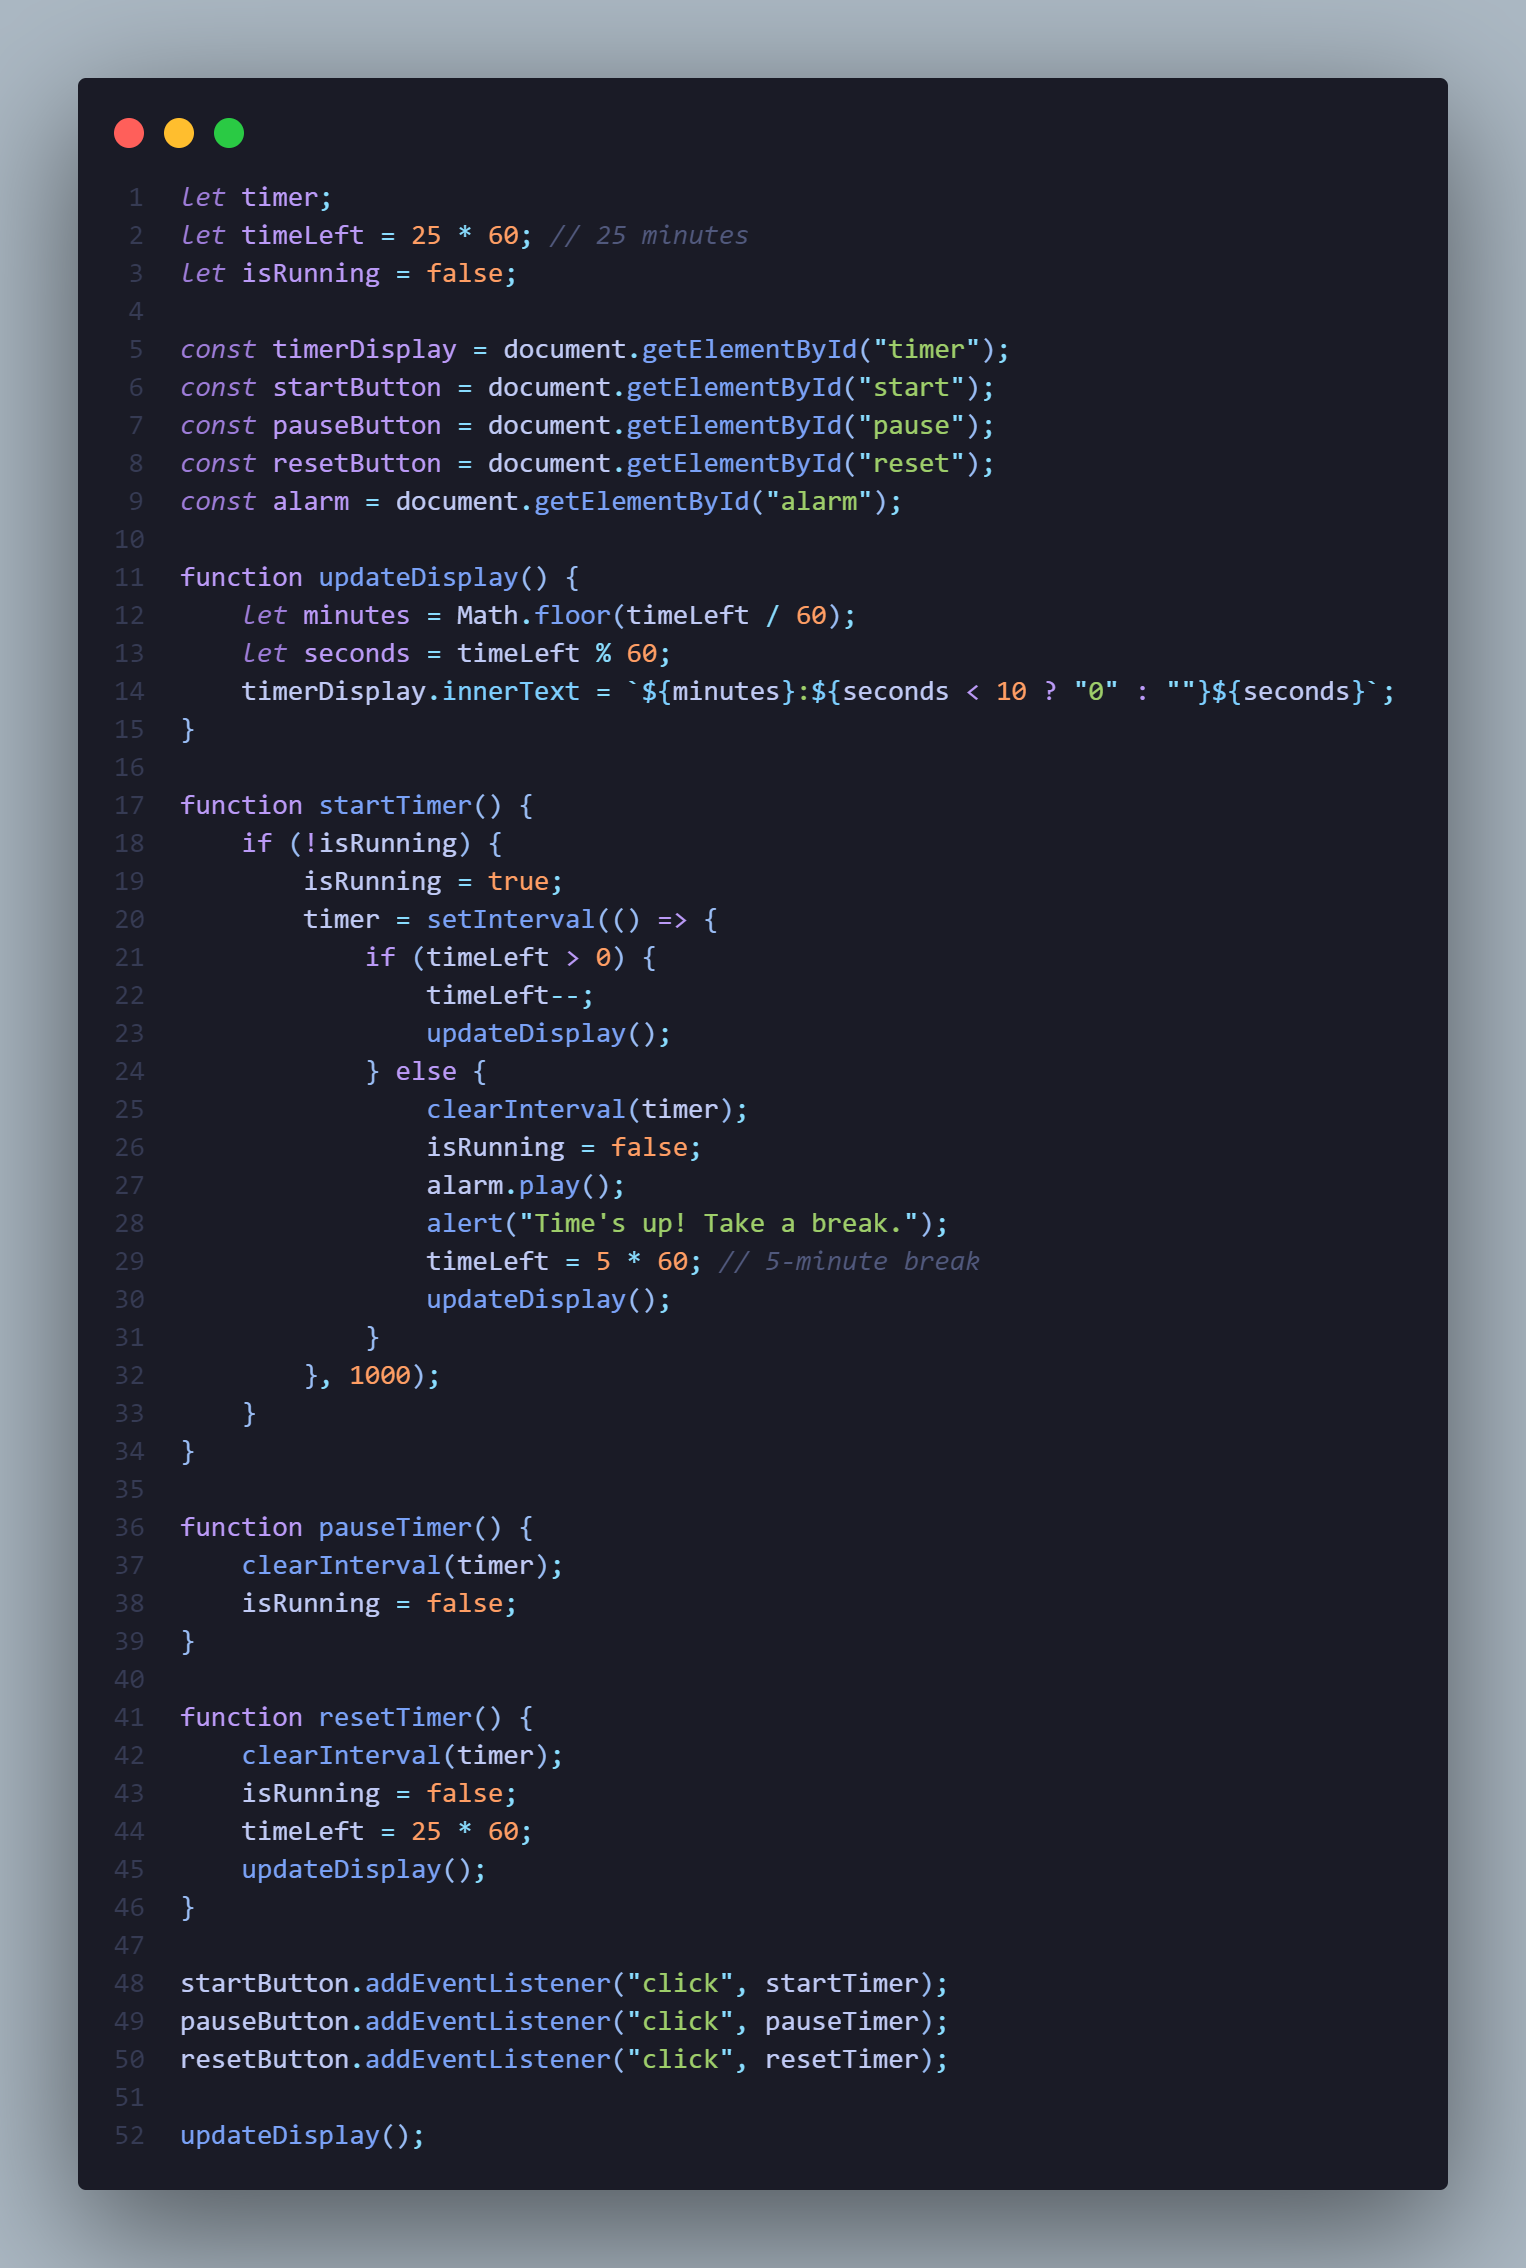 1 let timer;
2 let timeLeft = 25 * 60; // 25 minutes
3 let isRunning = false;
4
5 const timerDisplay = document.getElementById("timer");
6 const startButton = document.getElementById("start");
7 const pauseButton = document.getElementById("pause");
8 const resetButton = document.getElementById("reset");
9 const alarm = document.getElementById("alarm");
10
11 function updateDisplay() {
12     let minutes = Math.floor(timeLeft / 60);
13     let seconds = timeLeft % 60;
14     timerDisplay.innerText = `${minutes}:${seconds < 10 ? "0" : ""}${seconds}`;
15 }
16
17 function startTimer() {
18     if (!isRunning) {
19         isRunning = true;
20         timer = setInterval(() => {
21             if (timeLeft > 0) {
22                 timeLeft--;
23                 updateDisplay();
24             } else {
25                 clearInterval(timer);
26                 isRunning = false;
27                 alarm.play();
28                 alert("Time's up! Take a break.");
29                 timeLeft = 5 * 60; // 5-minute break
30                 updateDisplay();
31             }
32         }, 1000);
33     }
34 }
35
36 function pauseTimer() {
37     clearInterval(timer);
38     isRunning = false;
39 }
40
41 function resetTimer() {
42     clearInterval(timer);
43     isRunning = false;
44     timeLeft = 25 * 60;
45     updateDisplay();
46 }
47
48 startButton.addEventListener("click", startTimer);
49 pauseButton.addEventListener("click", pauseTimer);
50 resetButton.addEventListener("click", resetTimer);
51
52 updateDisplay();